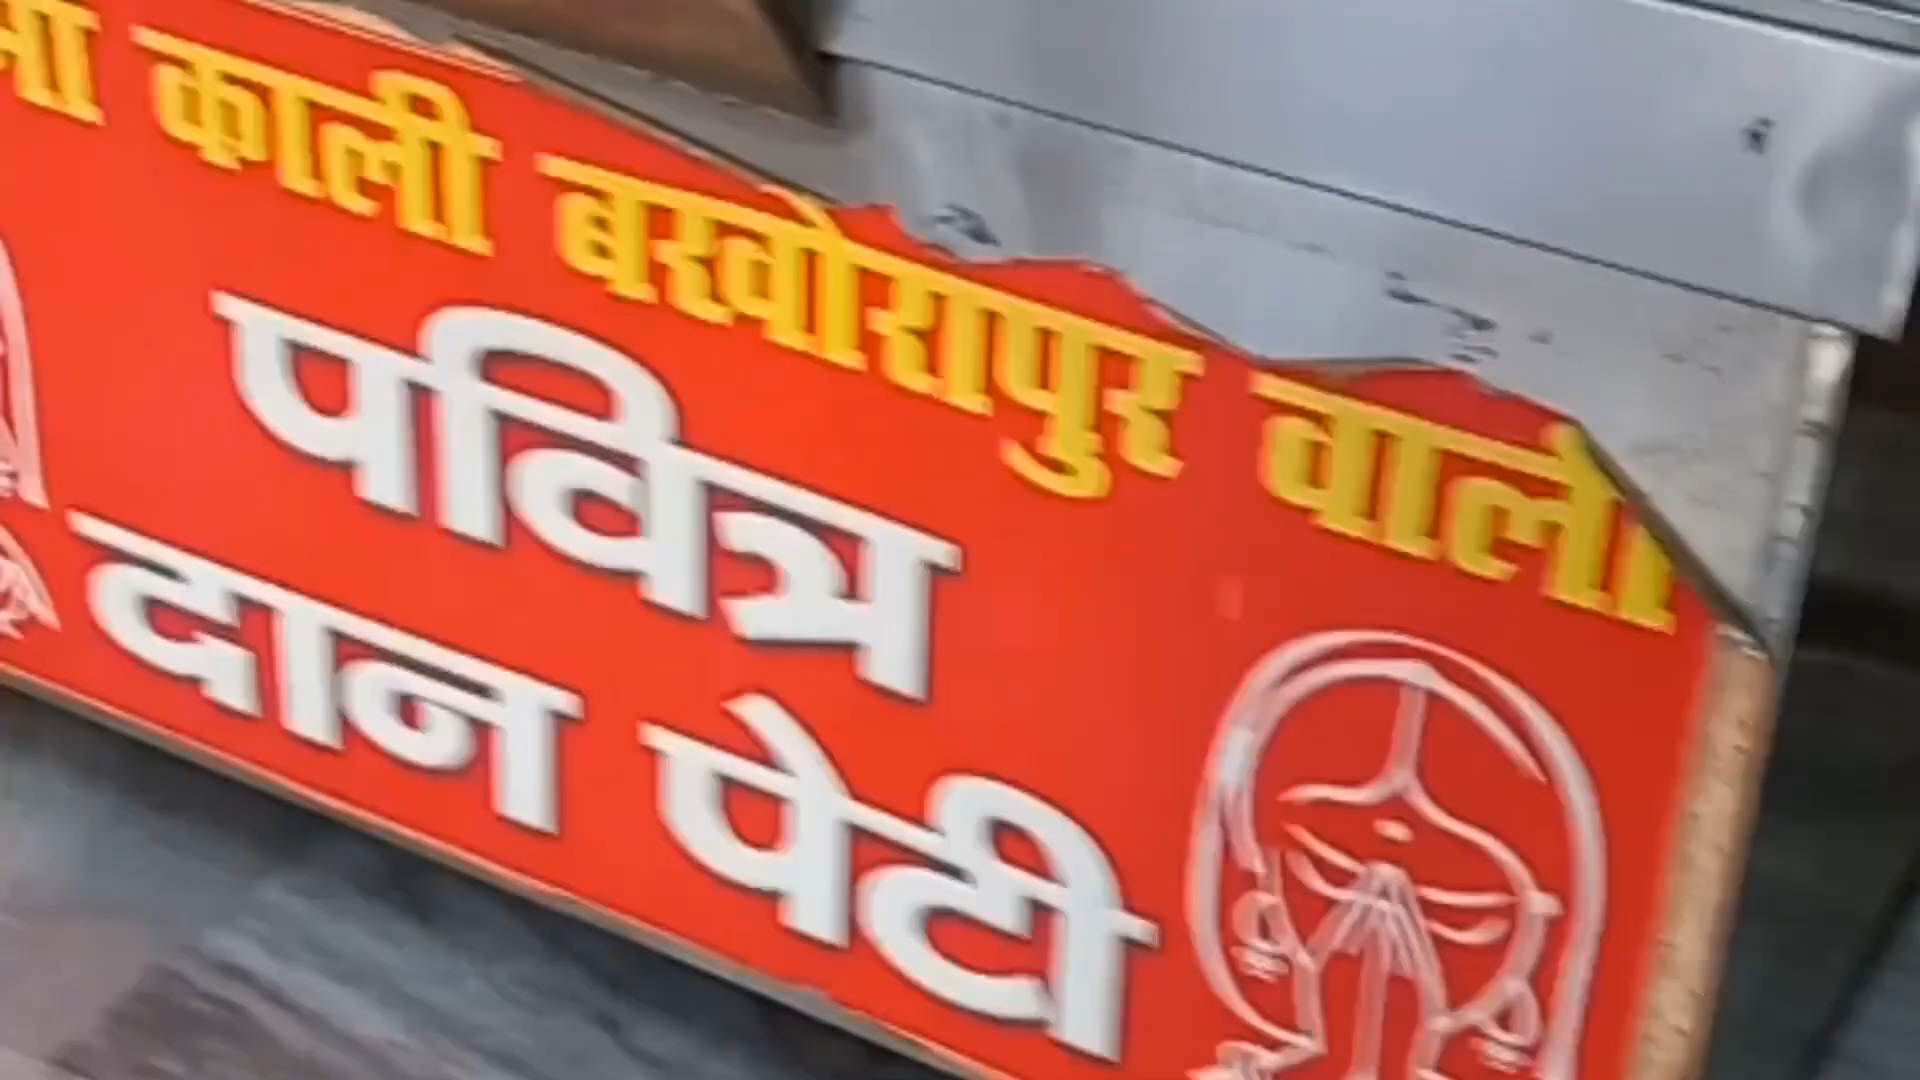 मा काली बखोरापुर वाली
पवित्र
दान पेटी